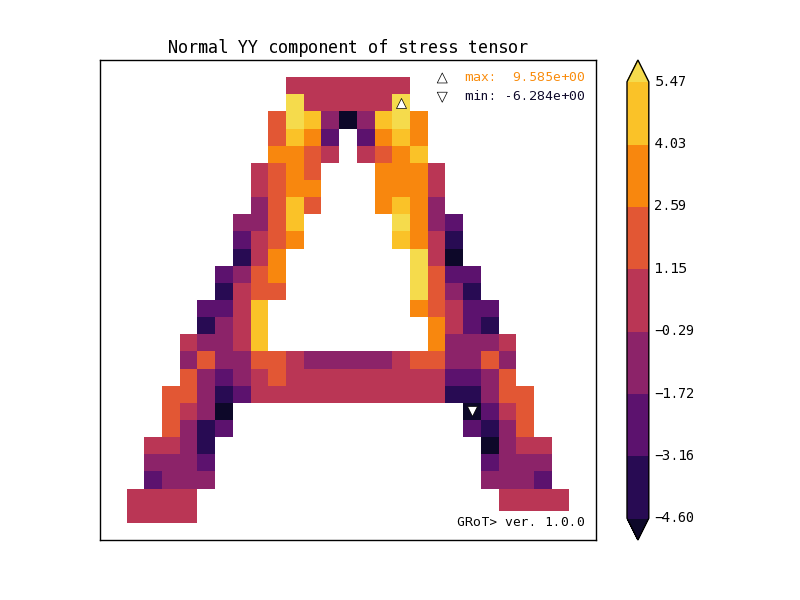 Normal YY component of stress tensor
△ max: 9.585e+00
▽ min: -6.284e+00
5.47
4.03
2.59
1.15
−0.29
−1.72
−3.16
−4.60
GRoT> ver. 1.0.0